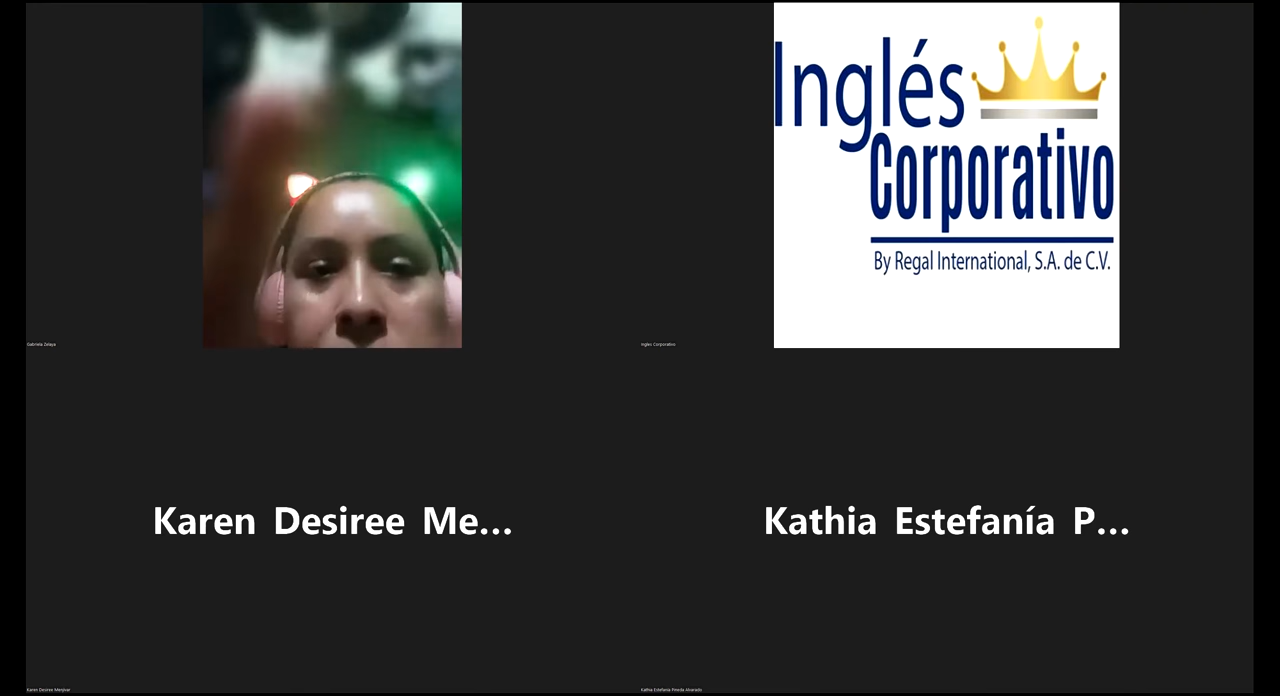 Inglés
Corporativo
By Regal International, S.A. de C.V.
Gabriela Zelaya
Ingles Corporativo
Karen Desiree Me...
Kathia Estefanía P...
Karen Desiree Menjivar
Kathia Estefania Pineda Alvarado